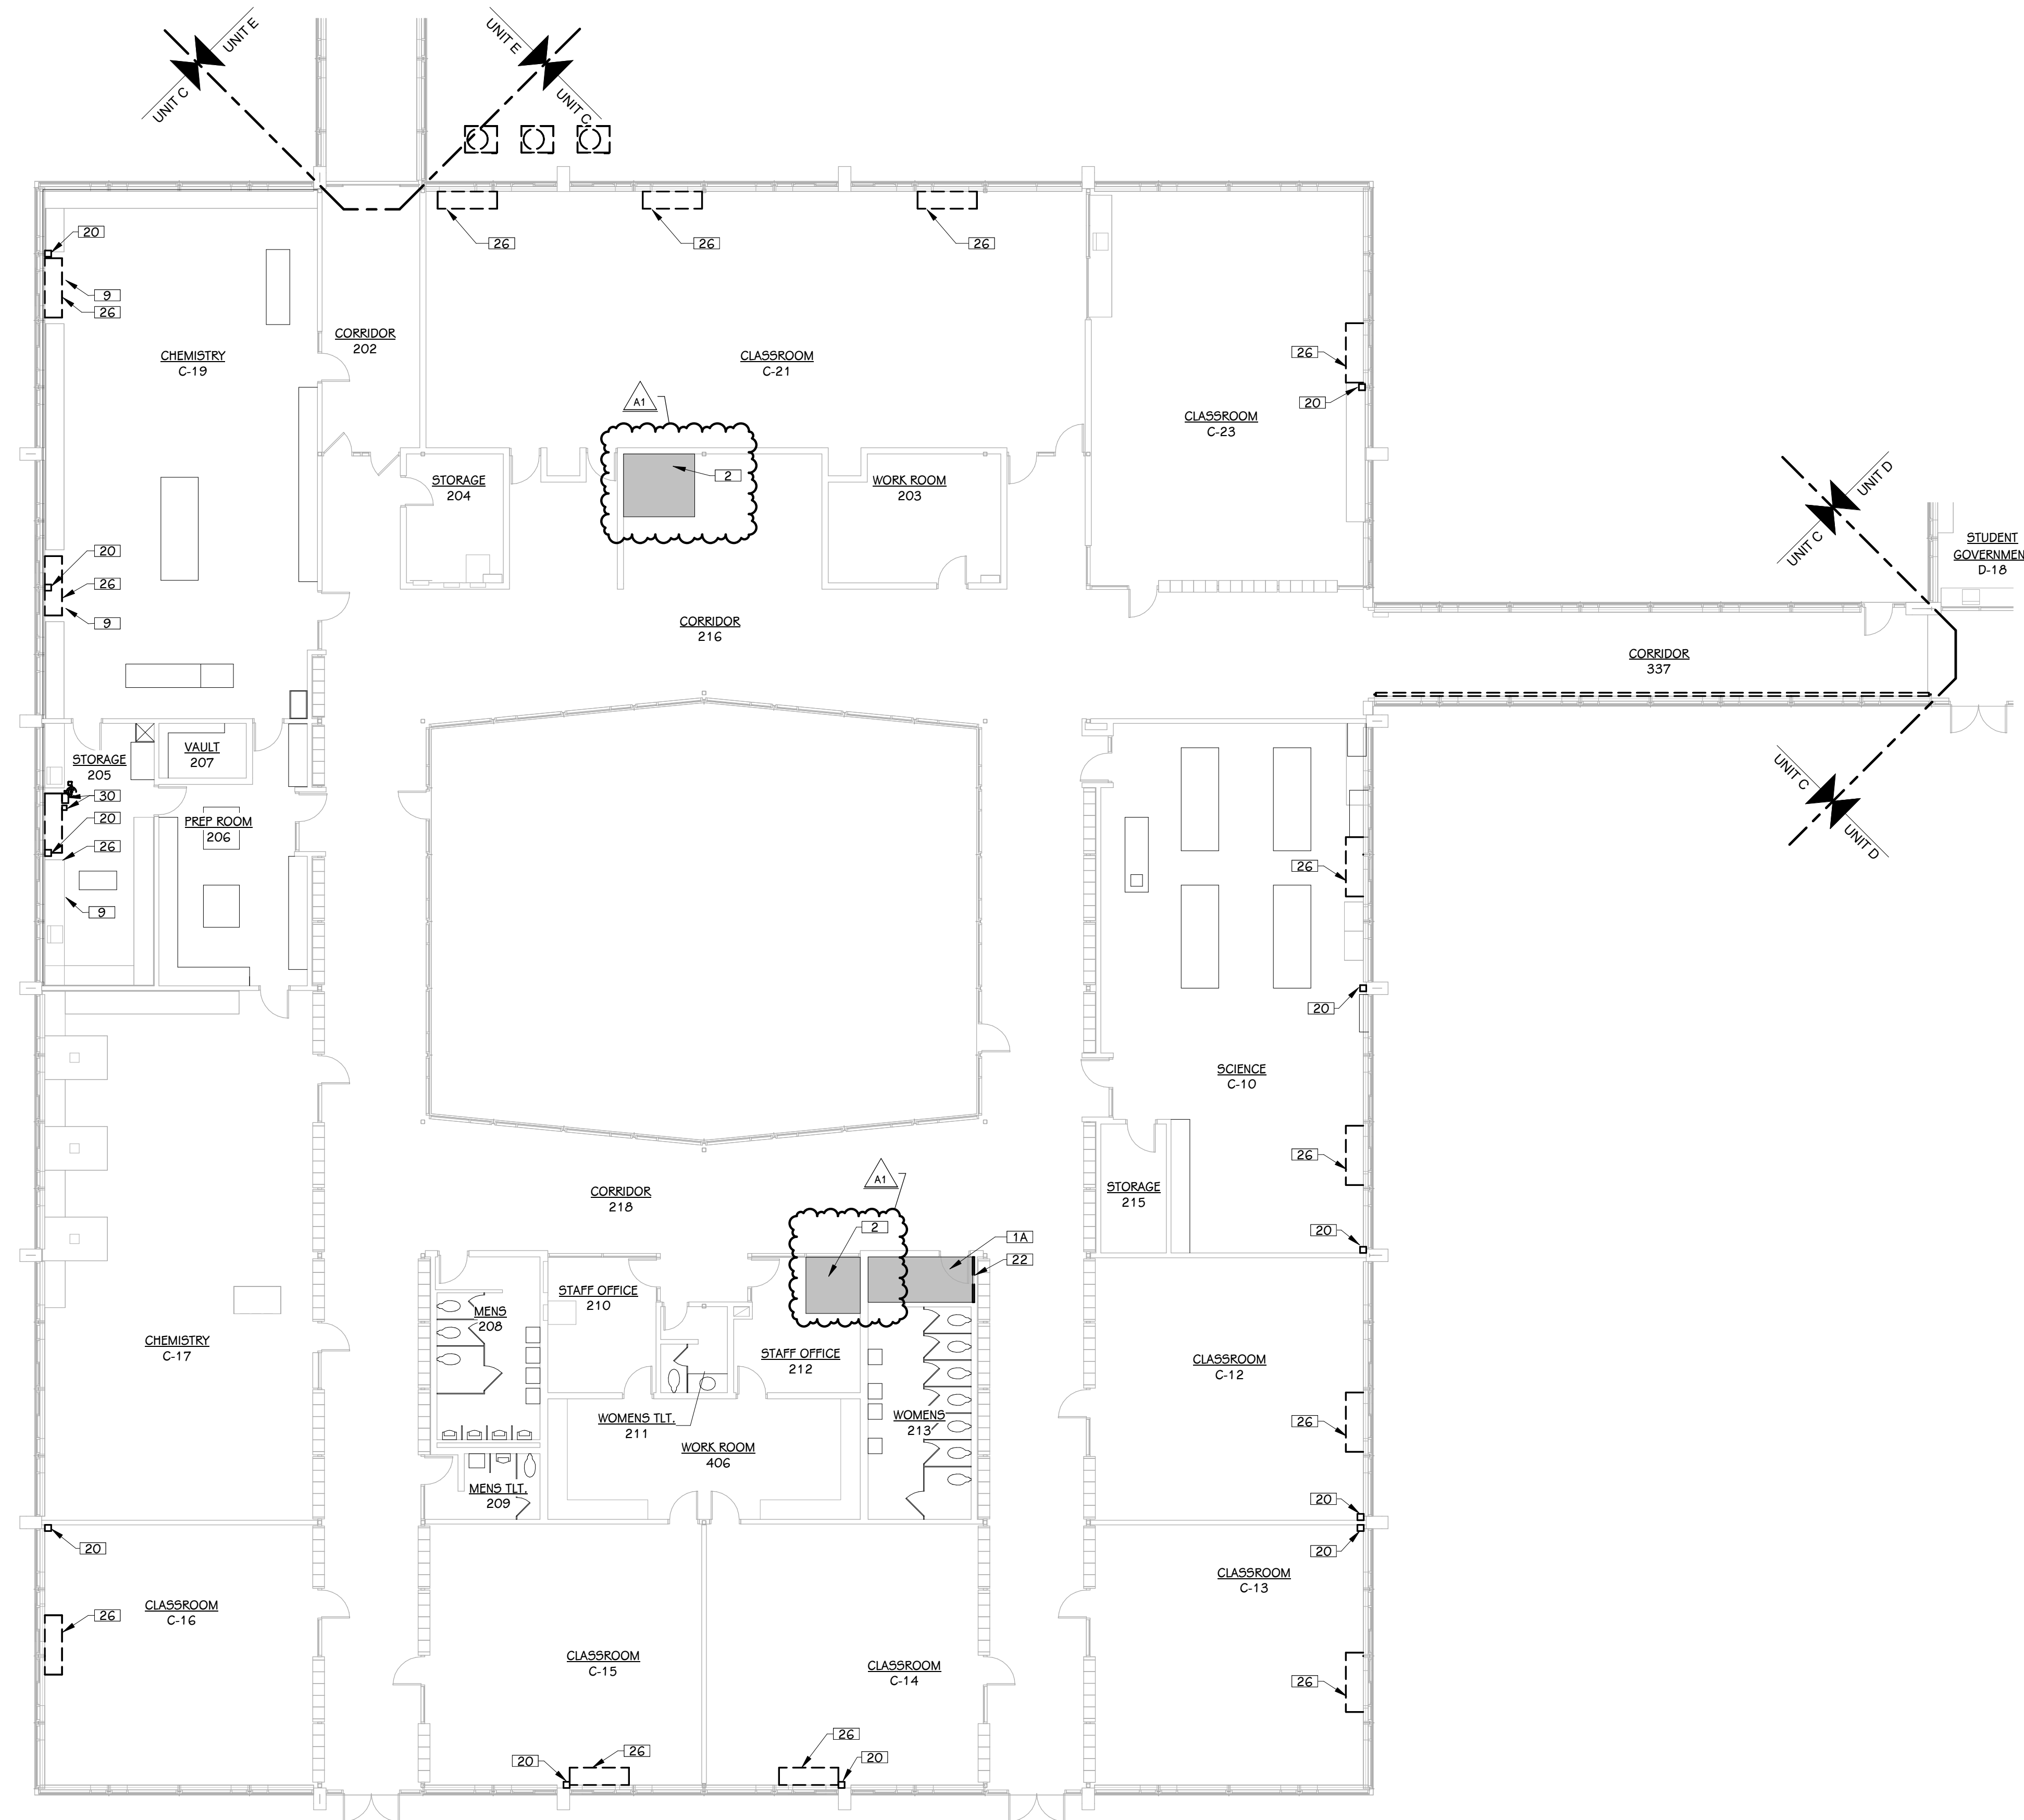 UNIT E
UNIT C
UNIT E
UNIT C
26
26
26
20
9
26
CHEMISTRY
C-19
CORRIDOR
202
CLASSROOM
C-21
A1
26
20
CLASSROOM
C-23
STORAGE
204
2
WORK ROOM
203
UNIT D
UNIT C
STUDENT
GOVERNMEN
D-18
20
26
9
CORRIDOR
216
CORRIDOR
337
STORAGE
205
VAULT
207
30
20
26
9
PREP ROOM
206
UNIT C
UNIT D
26
20
SCIENCE
C-10
26
20
STORAGE
215
CORRIDOR
218
A1
2
1A
22
MENS
208
STAFF OFFICE
210
STAFF OFFICE
212
WOMENS TLT.
211
WOMENS
213
WORK ROOM
406
MENS TLT.
209
CHEMISTRY
C-17
CLASSROOM
C-12
26
20
20
CLASSROOM
C-13
26
20
CLASSROOM
C-16
26
CLASSROOM
C-15
CLASSROOM
C-14
20
26
26
20